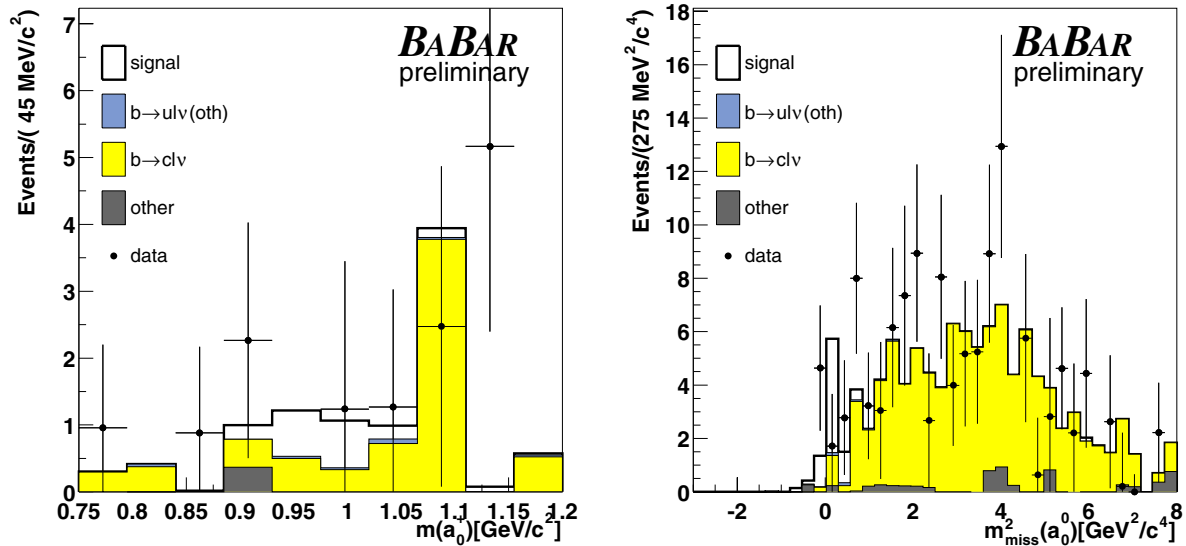 Events/( 45 MeV/c²)
7
6
5
4
3
2
1
0
BABAR
preliminary
signal
b→ulν(oth)
b→clν
other
data
0.75 0.8 0.85 0.9 0.95 1 1.05 1.1 1.15 1.2
m(a₀⁺)[GeV/c²]
Events/(275 MeV²/c⁴)
18
16
14
12
10
8
6
4
2
0
BABAR
preliminary
signal
b→ulν(oth)
b→clν
other
data
-2 0 2 4 6 8
m²miss(a₀)[GeV²/c⁴]